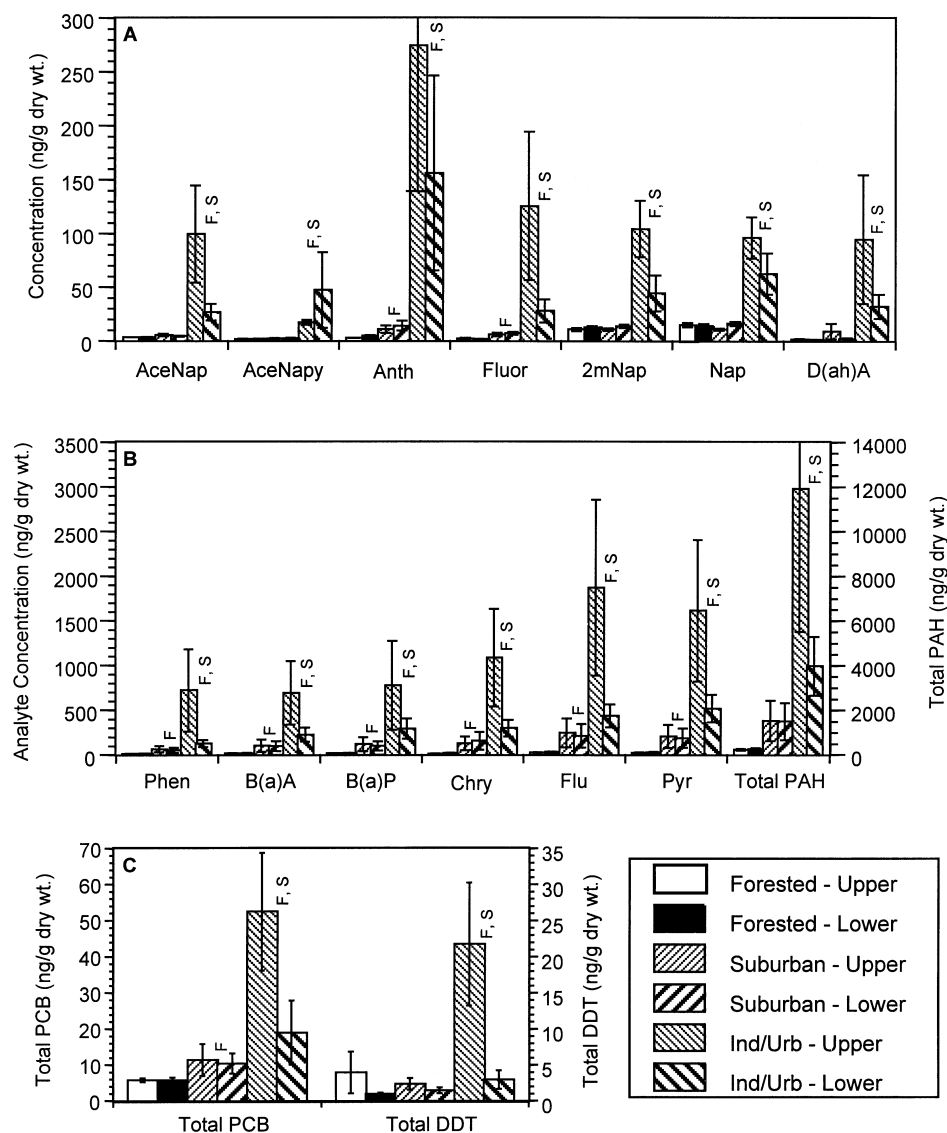 A
Concentration (ng/g dry wt.)
300
250
200
150
100
50
0
F, S
F, S
F
F, S
F
F, S
F, S
F, S
F, S
AceNap AceNapy Anth Fluor 2mNap Nap D(ah)A
B
Analyte Concentration (ng/g dry wt.)
3500
3000
2500
2000
1500
1000
500
0
F
F, S
F
F, S
F
F, S
F
F, S
F
F, S
F
F, S
F, S
14000
12000
10000
8000
6000
4000
2000
0
Total PAH (ng/g dry wt.)
Phen B(a)A B(a)P Chry Flu Pyr Total PAH
C
Total PCB (ng/g dry wt.)
70
60
50
40
30
20
10
0
F
F, S
F, S
35
30
25
20
15
10
5
0
Total DDT (ng/g dry wt.)
Total PCB Total DDT
Forested - Upper
Forested - Lower
Suburban - Upper
Suburban - Lower
Ind/Urb - Upper
Ind/Urb - Lower